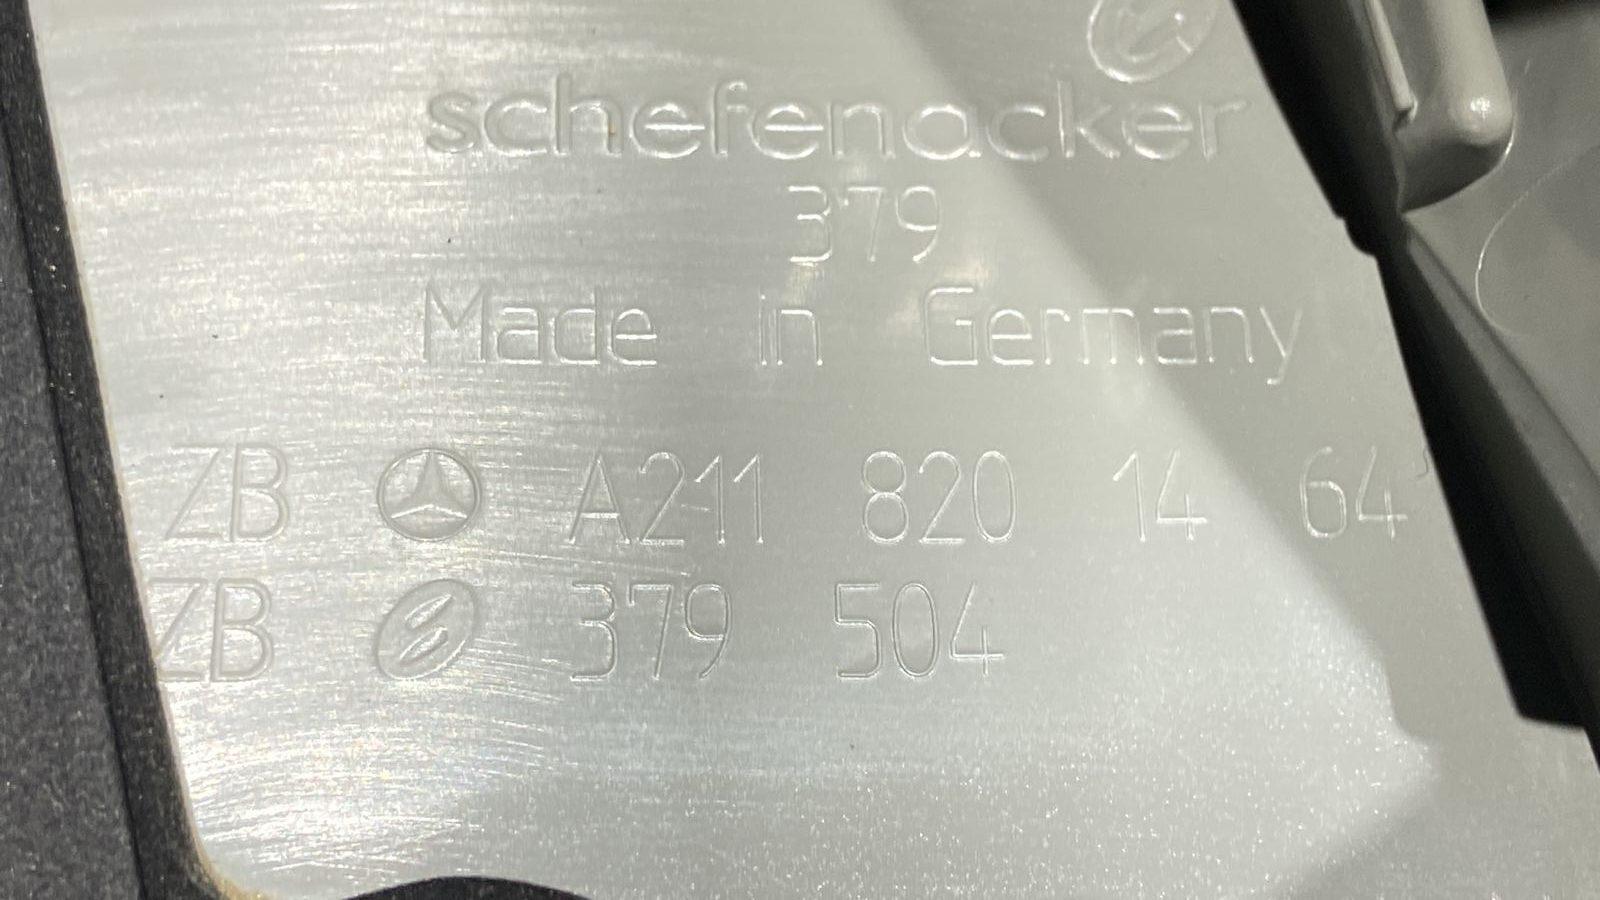 schefenacker
379
Made in Germany
ZB A211 820 14 64
ZB 379 504